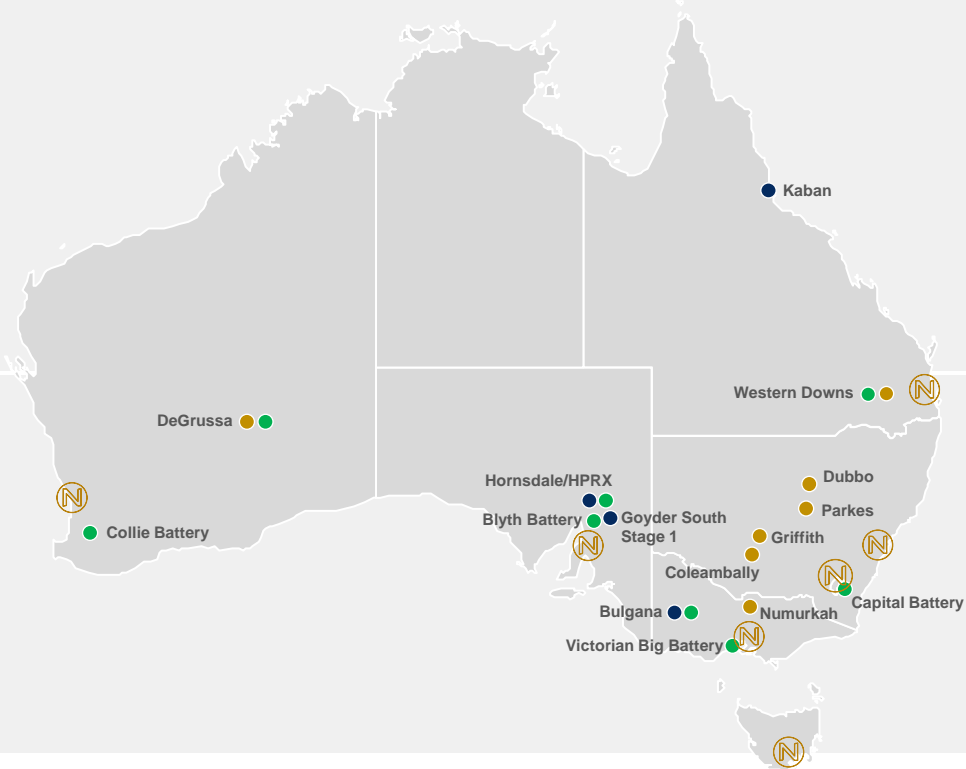 Kaban
Western Downs
DeGrussa
Dubbo
Hornsdale/HPRX
Parkes
Blyth Battery
Goyder South
Stage 1
Collie Battery
Griffith
Coleambally
Capital Battery
Bulgana
Numurkah
Victorian Big Battery
N
N
N
N
N
N
N